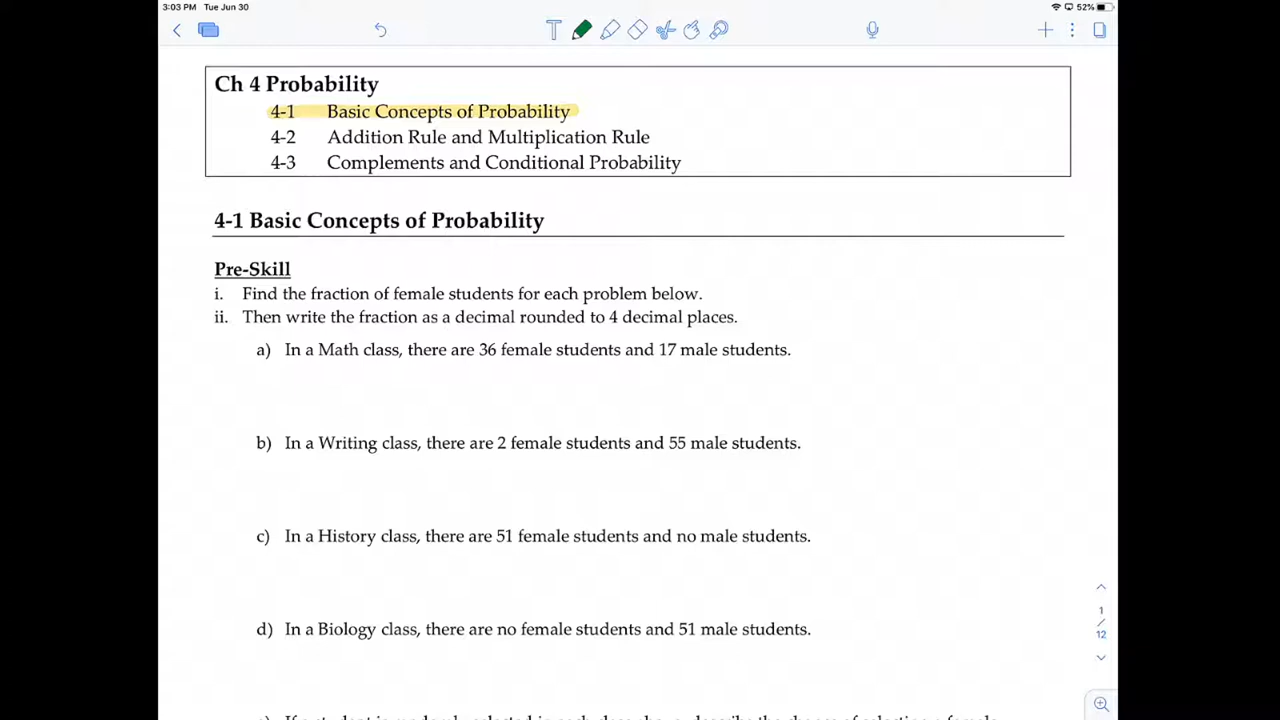 3:03 PM Tue Jun 30
52%
T
Ch 4 Probability
4-1 Basic Concepts of Probability
4-2 Addition Rule and Multiplication Rule
4-3 Complements and Conditional Probability
4-1 Basic Concepts of Probability
Pre-Skill
i. Find the fraction of female students for each problem below.
ii. Then write the fraction as a decimal rounded to 4 decimal places.
a) In a Math class, there are 36 female students and 17 male students.
b) In a Writing class, there are 2 female students and 55 male students.
c) In a History class, there are 51 female students and no male students.
d) In a Biology class, there are no female students and 51 male students.
1
/
12